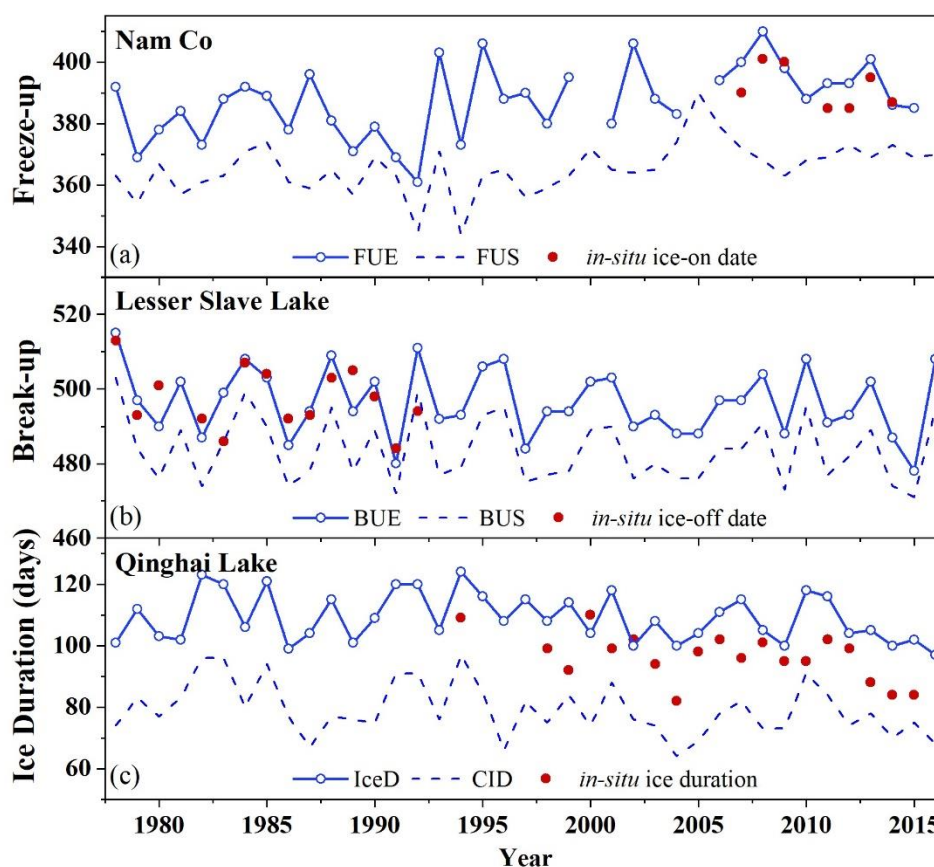 Nam Co
Freeze-up
400
380
360
340
(a)
FUE
FUS
in-situ ice-on date
Lesser Slave Lake
Break-up
520
500
480
460
(b)
BUE
BUS
in-situ ice-off date
Qinghai Lake
Ice Duration (days)
120
100
80
60
(c)
IceD
CID
in-situ ice duration
1980
1985
1990
1995
2000
2005
2010
2015
Year